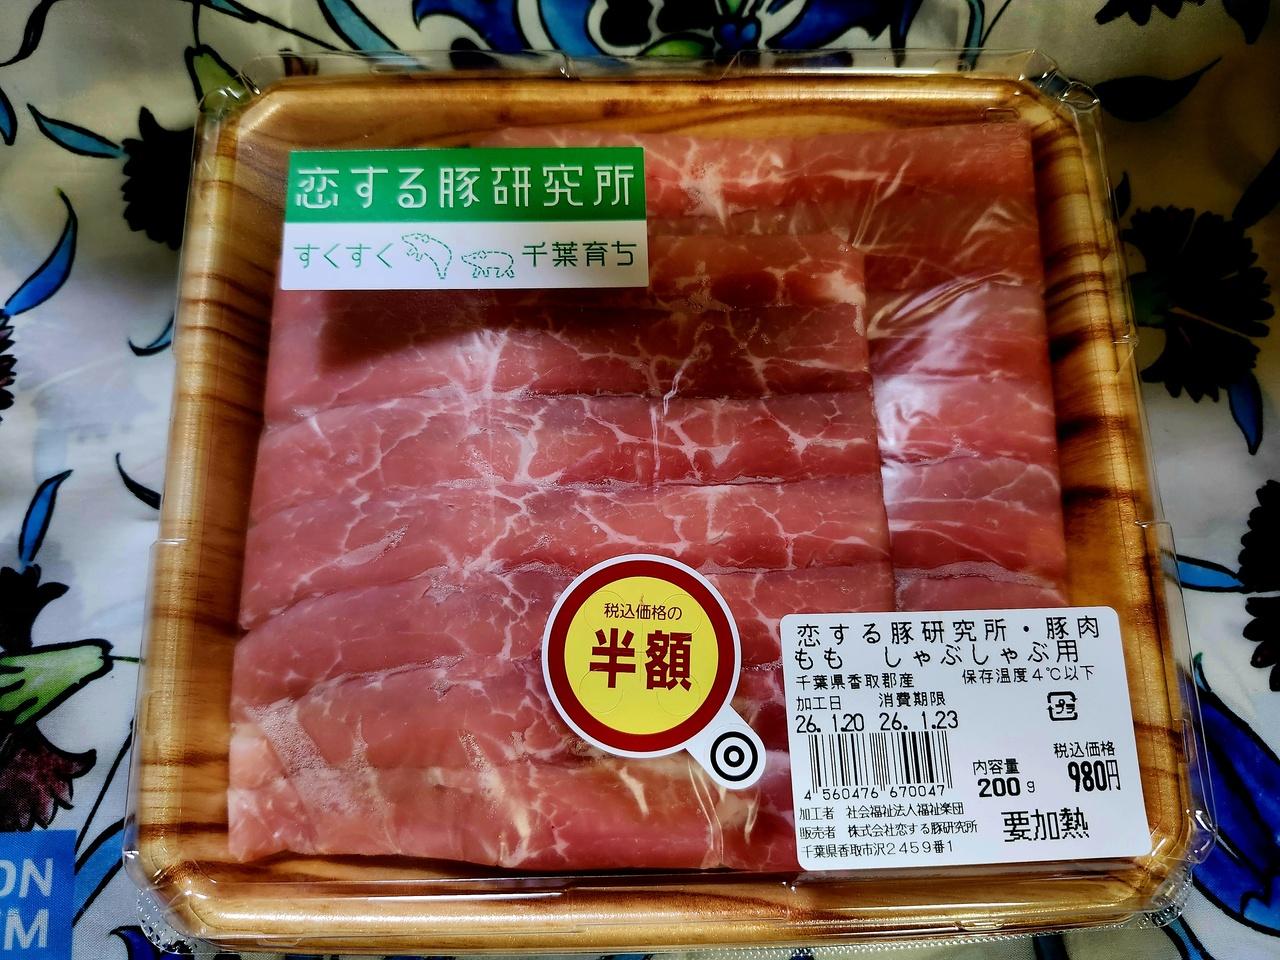 恋する豚研究所
すくすく 千葉育ち
税込価格の
半額
恋する豚研究所・豚肉
もも しゃぶしゃぶ用
千葉県香取郡産 保存温度4℃以下
加工日 消費期限
26.1.20 26.1.23
プラ
税込価格
内容量
200g 980円
4 560476 670047
加工者 社会福祉法人福祉楽団
販売者 株式会社恋する豚研究所
千葉県香取市沢2459番1
要加熱
ON
UM